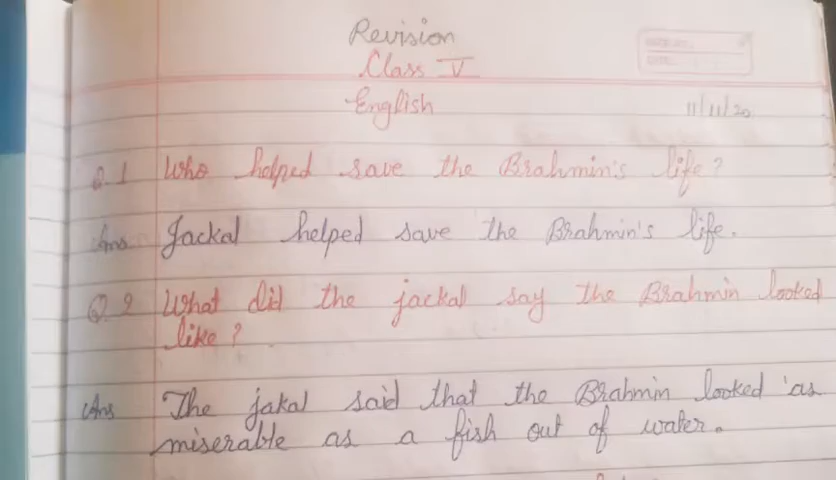 Revision
Class V
English 11/11/20
Q.1 Who helped save the Brahmin's life?
Ans Jackal helped save the Brahmin's life.
Q 2 What did the jackal say the Brahmin looked
like?
Ans The jakal said that the Brahmin looked 'as
miserable as a fish out of water.